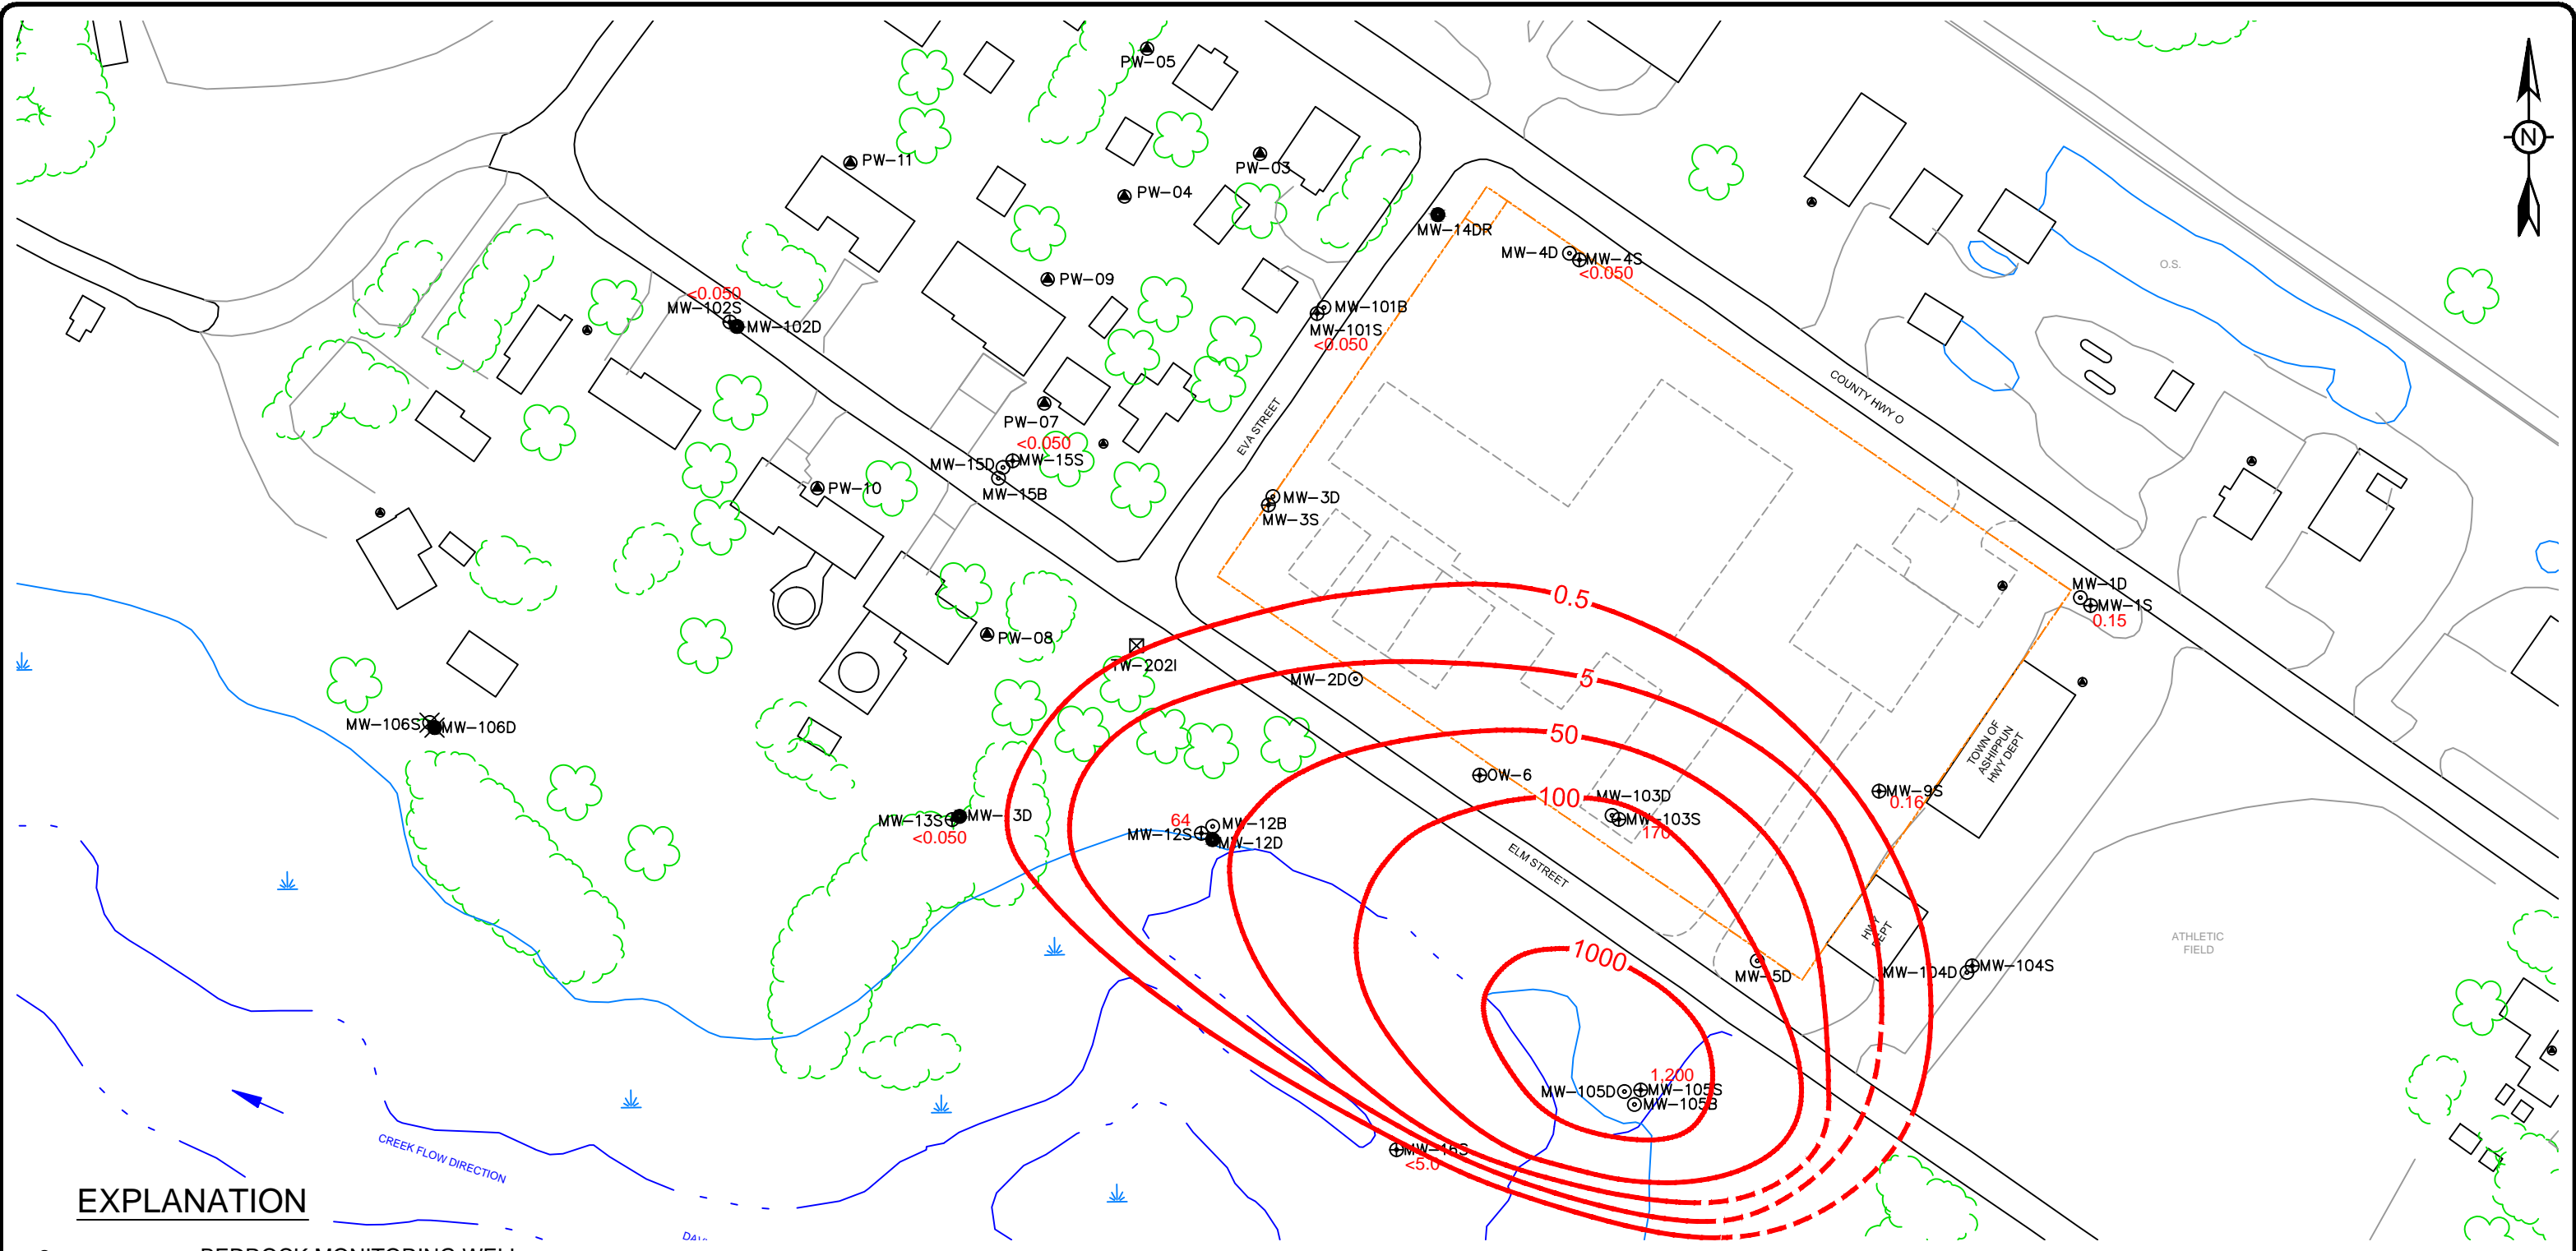 PW-05
N
PW-11
PW-03
PW-04
MW-14DR
MW-4D
MW-4S
<0.050
O.S.
PW-09
<0.050
MW-102S
MW-102D
MW-101B
MW-101S
<0.050
COUNTY HWY O
EVA STREET
PW-07
<0.050
MW-15D
MW-15S
MW-15B
PW-10
MW-3D
MW-3S
0.5
MW-1D
MW-1S
0.15
PW-08
TW-202I
MW-2D
5
MW-106S
MW-106D
50
TOWN OF
ASHIPPUN
HWY DEPT
OW-6
100
MW-103D
MW-103S
170
MW-9S
0.16
MW-13S
MW-13D
<0.050
64
MW-12B
MW-12S
MW-12D
ELM STREET
HWY
DEPT
ATHLETIC
FIELD
1000
MW-5D
MW-104D
MW-104S
1,200
MW-105D
MW-105S
MW-105B
CREEK FLOW DIRECTION
MW-16S
<5.0
EXPLANATION
BEDROCK MONITORING WELL